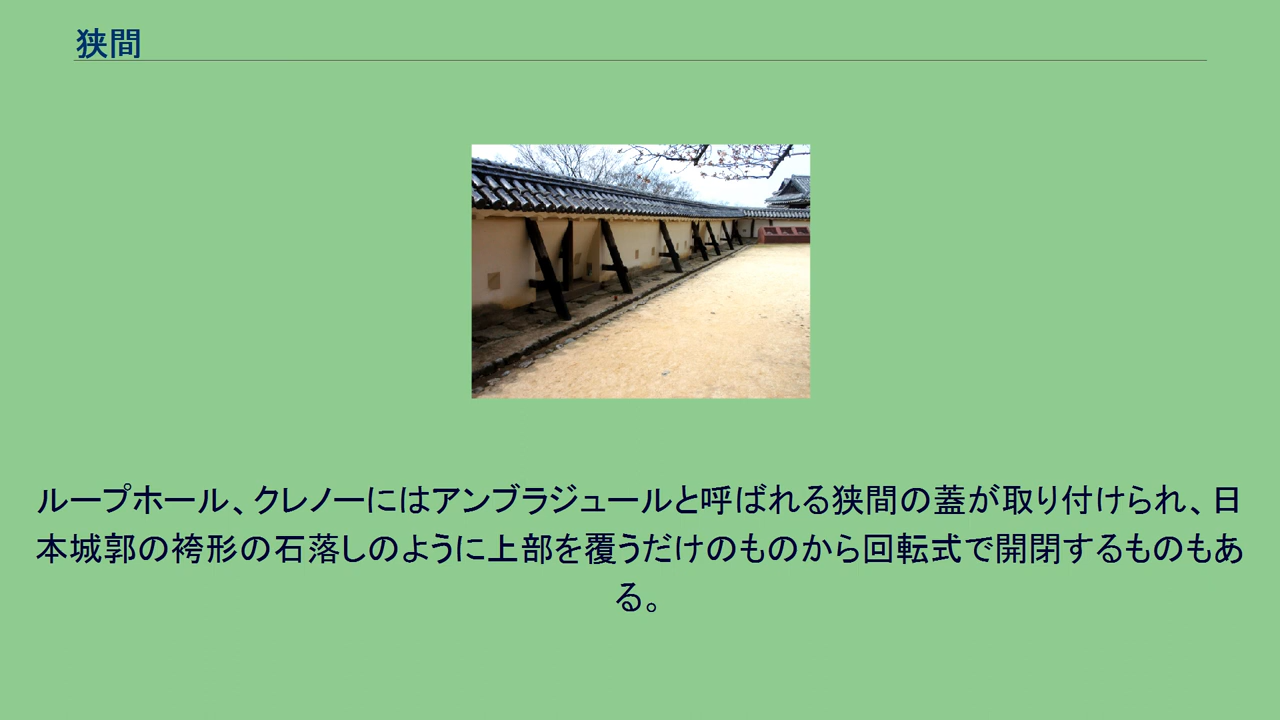 狭間
ループホール、クレノーにはアンブラジュールと呼ばれる狭間の蓋が取り付けられ、日
本城郭の袴形の石落しのように上部を覆うだけのものから回転式で開閉するものもあ
る。